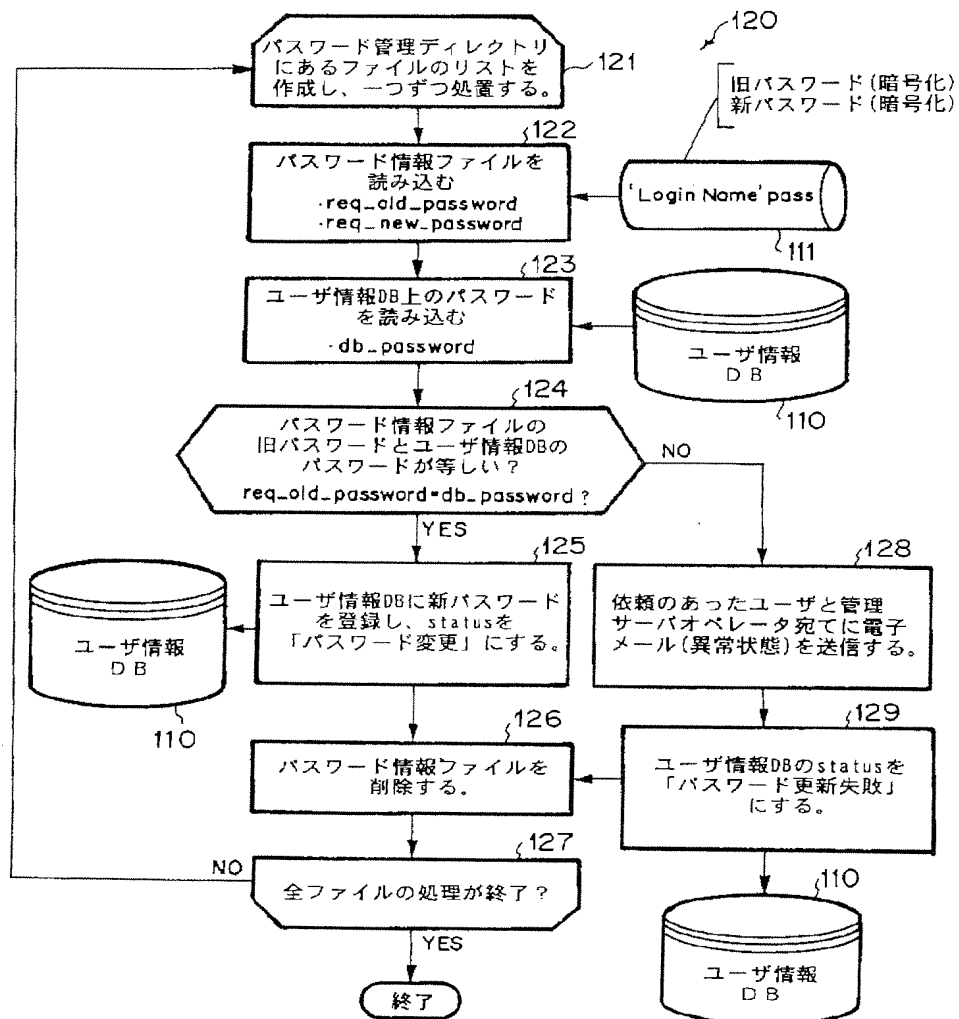 120
パスワード管理ディレクトリ
にあるファイルのリストを
作成し、一つずつ処置する。
121
旧パスワード(暗号化)
新パスワード(暗号化)
122
パスワード情報ファイルを
読み込む
·req_old_password
·req_new_password
'Login Name'pass
111
123
ユーザ情報DB上のパスワード
を読み込む
·db_password
ユーザ情報
DB
110
124
パスワード情報ファイルの
旧パスワードとユーザ情報DBの
パスワードが等しい?
req_old_password=db_password?
NO
YES
125
ユーザ情報DBに新パスワード
を登録し、statusを
「パスワード変更」にする。
ユーザ情報
DB
110
128
依頼のあったユーザと管理
サーバオペレータ宛てに電子
メール(異常状態)を送信する。
126
パスワード情報ファイルを
削除する。
129
ユーザ情報DBのstatusを
「パスワード更新失敗」
にする。
127
全ファイルの処理が終了?
NO
YES
終了
110
ユーザ情報
DB